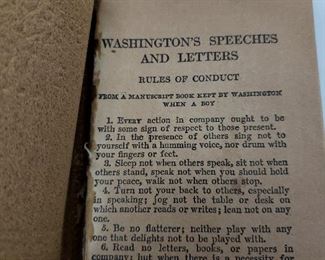 WASHINGTON'S SPEECHES
AND LETTERS
RULES OF CONDUCT
FROM A MANUSCRIPT BOOK KEPT BY WASHINGTON
WHEN A BOY
1. EVERY action in company ought to be
with some sign of respect to those present.
2. In the presence of others sing not to
yourself with a humming voice, nor drum with
your fingers or feet.
3. Sleep not when others speak, sit not when
others stand, speak not when you should hold
your peace, walk not when others stop.
4. Turn not your back to others, especially
in speaking; jog not the table or desk on
which another reads or writes; lean not on any
one.
5. Be no flatterer; neither play with any
one that delights not to be played with.
6. Read no letters, books, or papers in
company; but when there is a necessity for